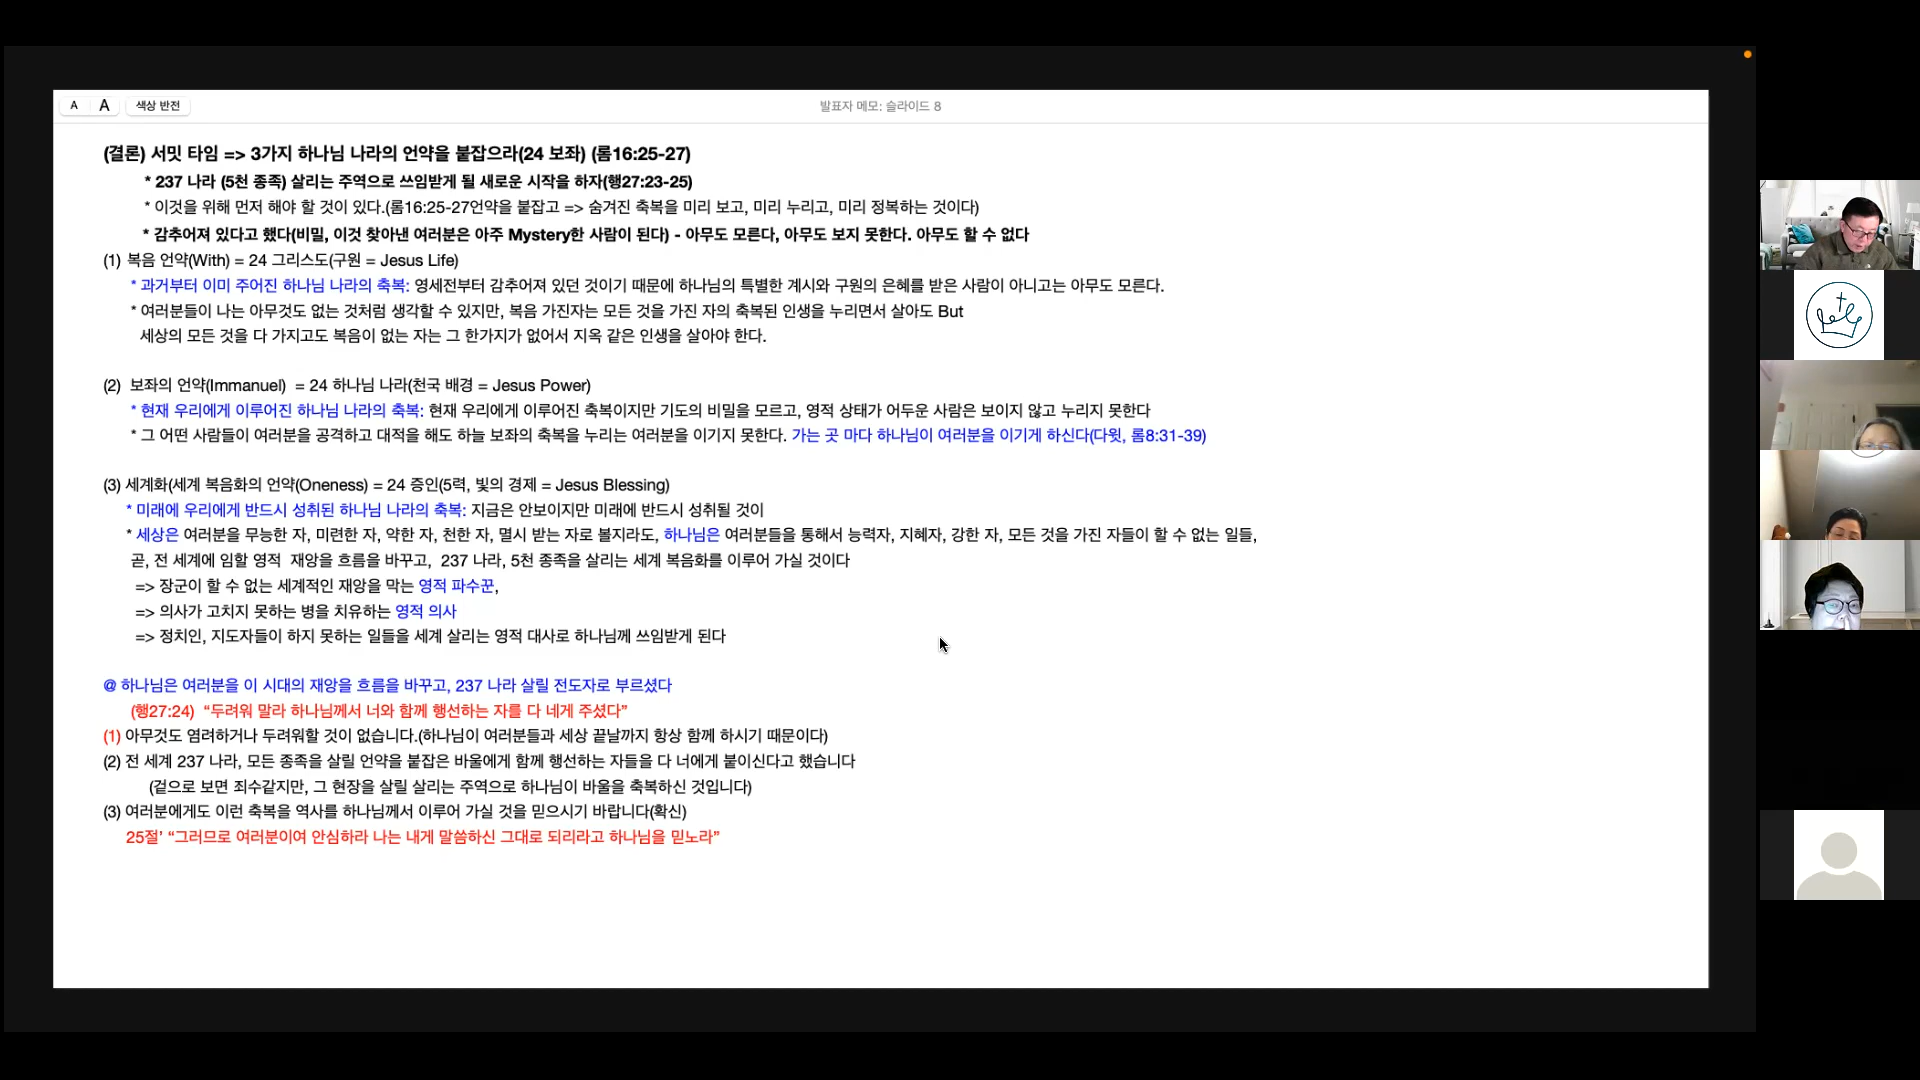 A A 색상 반전
발표자 메모: 슬라이드 8
(결론) 서밋 타임 => 3가지 하나님 나라의 언약을 붙잡으라(24 보좌) (롬16:25-27)
* 237 나라 (5천 종족) 살리는 주역으로 쓰임받게 될 새로운 시작을 하자(행27:23-25)
* 이것을 위해 먼저 해야 할 것이 있다.(롬16:25-27언약을 붙잡고 => 숨겨진 축복을 미리 보고, 미리 누리고, 미리 정복하는 것이다)
* 감추어져 있다고 했다(비밀, 이것 찾아낸 여러분은 아주 Mystery한 사람이 된다) - 아무도 모른다, 아무도 보지 못한다. 아무도 할 수 없다
(1) 복음 언약(With) = 24 그리스도(구원 = Jesus Life)
* 과거부터 이미 주어진 하나님 나라의 축복: 영세전부터 감추어져 있던 것이기 때문에 하나님의 특별한 계시와 구원의 은혜를 받은 사람이 아니고는 아무도 모른다.
* 여러분들이 나는 아무것도 없는 것처럼 생각할 수 있지만, 복음 가진자는 모든 것을 가진 자의 축복된 인생을 누리면서 살아도 But
세상의 모든 것을 다 가지고도 복음이 없는 자는 그 한가지가 없어서 지옥 같은 인생을 살아야 한다.
(2) 보좌의 언약(Immanuel) = 24 하나님 나라(천국 배경 = Jesus Power)
* 현재 우리에게 이루어진 하나님 나라의 축복: 현재 우리에게 이루어진 축복이지만 기도의 비밀을 모르고, 영적 상태가 어두운 사람은 보이지 않고 누리지 못한다
* 그 어떤 사람들이 여러분을 공격하고 대적을 해도 하늘 보좌의 축복을 누리는 여러분을 이기지 못한다. 가는 곳 마다 하나님이 여러분을 이기게 하신다(다윗, 롬8:31-39)
(3) 세계화(세계 복음화의 언약(Oneness) = 24 증인(5력, 빛의 경제 = Jesus Blessing)
* 미래에 우리에게 반드시 성취된 하나님 나라의 축복: 지금은 안보이지만 미래에 반드시 성취될 것이
* 세상은 여러분을 무능한 자, 미련한 자, 약한 자, 천한 자, 멸시 받는 자로 볼지라도, 하나님은 여러분들을 통해서 능력자, 지혜자, 강한 자, 모든 것을 가진 자들이 할 수 없는 일들,
곧, 전 세계에 임할 영적 재앙을 흐름을 바꾸고, 237 나라, 5천 종족을 살리는 세계 복음화를 이루어 가실 것이다
=> 장군이 할 수 없는 세계적인 재앙을 막는 영적 파수꾼,
=> 의사가 고치지 못하는 병을 치유하는 영적 의사
=> 정치인, 지도자들이 하지 못하는 일들을 세계 살리는 영적 대사로 하나님께 쓰임받게 된다
@ 하나님은 여러분을 이 시대의 재앙을 흐름을 바꾸고, 237 나라 살릴 전도자로 부르셨다
(행27:24) “두려워 말라 하나님께서 너와 함께 행선하는 자를 다 네게 주셨다”
(1) 아무것도 염려하거나 두려워할 것이 없습니다.(하나님이 여러분들과 세상 끝날까지 항상 함께 하시기 때문이다)
(2) 전 세계 237 나라, 모든 종족을 살릴 언약을 붙잡은 바울에게 함께 행선하는 자들을 다 너에게 붙이신다고 했습니다
(겉으로 보면 죄수같지만, 그 현장을 살릴 살리는 주역으로 하나님이 바울을 축복하신 것입니다)
(3) 여러분에게도 이런 축복을 역사를 하나님께서 이루어 가실 것을 믿으시기 바랍니다(확신)
25절’ “그러므로 여러분이여 안심하라 나는 내게 말씀하신 그대로 되리라고 하나님을 믿노라”